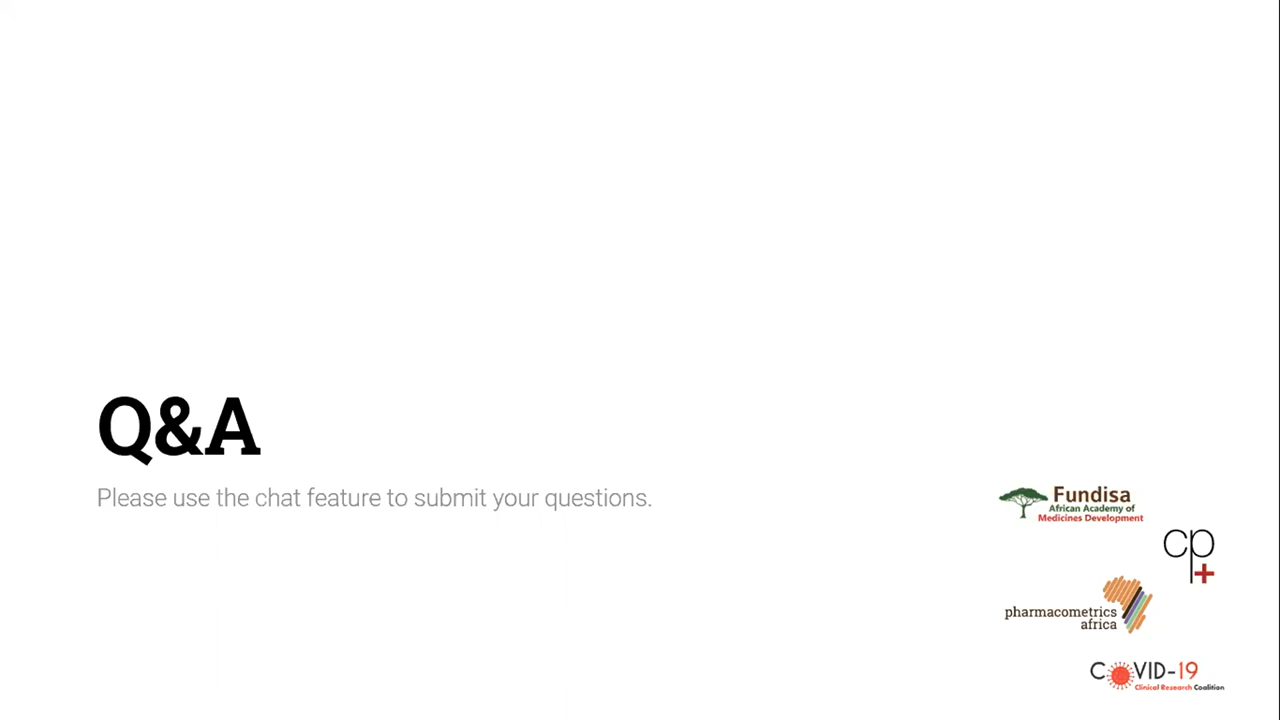 Q&A
Please use the chat feature to submit your questions.
Fundisa
African Academy of
Medicines Development
cp+
pharmacometrics
africa
COVID-19
Clinical Research Coalition